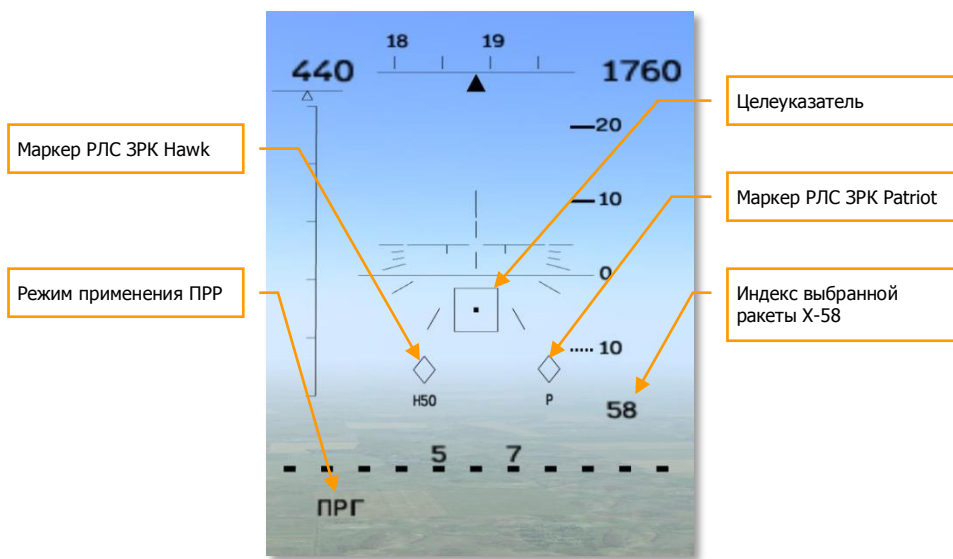 18 19
440
1760
20
10
0
10
H50
P
58
5 7
ПРГ
Маркер РЛС ЗРК Hawk
Режим применения ПРР
Целеуказатель
Маркер РЛС ЗРК Patriot
Индекс выбранной
ракеты Х-58